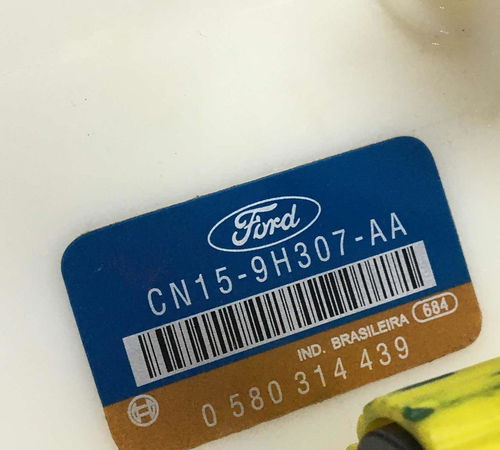 Ford
CN15-9H307-AA
IND. BRASILEIRA 684
0 580 314 439